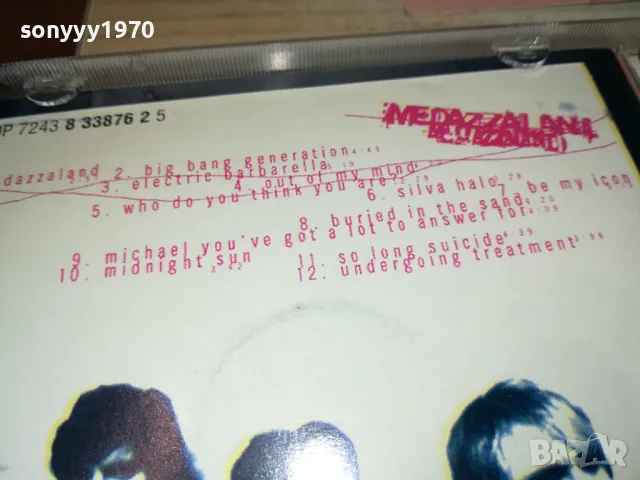 sonyyy1970
DP 7243 8 33876 2 5
MEDAZZALAND
dazzaland 2. big bang generation 4:45
3. electric barbarella 4. out of my mind
5. who do you think you are? 6. silva halo 7. be my icon
8. buried in the sand
9. michael you've got a lot to answer for
10. midnight sun 11. so long suicide
12. undergoing treatment
BAZAR